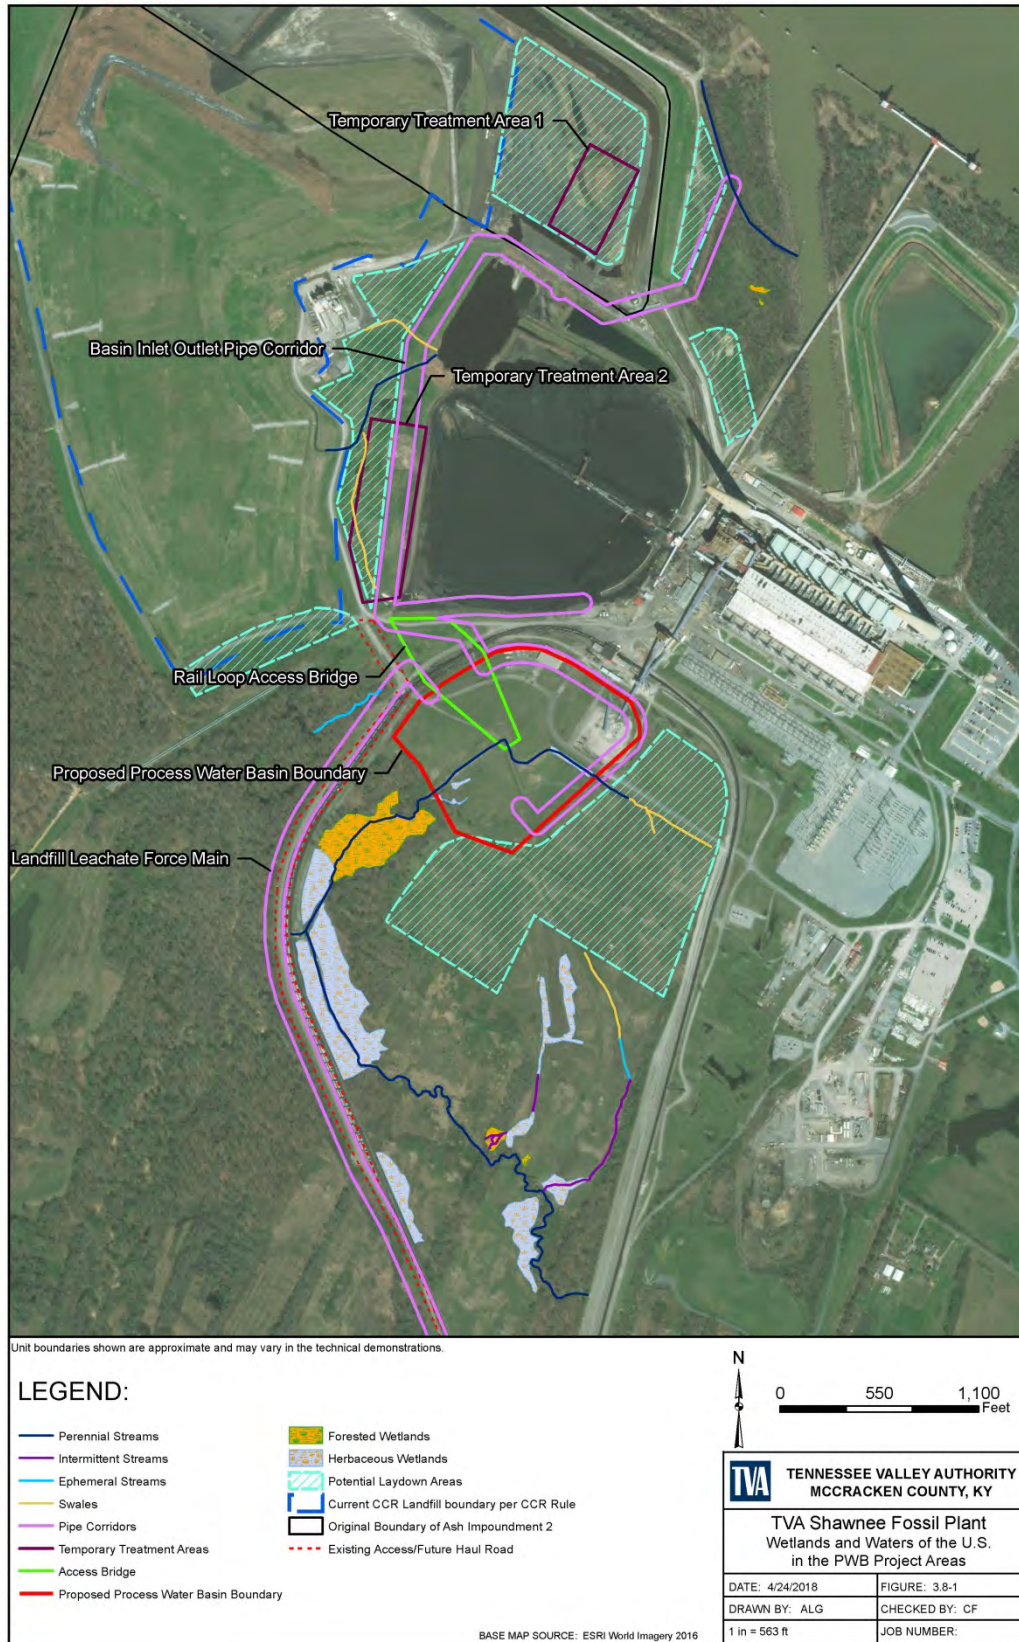 Temporary Treatment Area 1
Basin Inlet Outlet Pipe Corridor
Temporary Treatment Area 2
Rail Loop Access Bridge
Proposed Process Water Basin Boundary
Landfill Leachate Force Main
Unit boundaries shown are approximate and may vary in the technical demonstrations.
LEGEND:
Perennial Streams
Intermittent Streams
Ephemeral Streams
Swales
Pipe Corridors
Temporary Treatment Areas
Access Bridge
Proposed Process Water Basin Boundary
Forested Wetlands
Herbaceous Wetlands
Potential Laydown Areas
Current CCR Landfill boundary per CCR Rule
Original Boundary of Ash Impoundment 2
Existing Access/Future Haul Road
BASE MAP SOURCE: ESRI World Imagery 2016
N
0 550 1,100
Feet
TVA
TENNESSEE VALLEY AUTHORITY
MCCRACKEN COUNTY, KY
TVA Shawnee Fossil Plant
Wetlands and Waters of the U.S.
in the PWB Project Areas
DATE: 4/24/2018 FIGURE: 3.8-1
DRAWN BY: ALG CHECKED BY: CF
1 in = 563 ft JOB NUMBER: